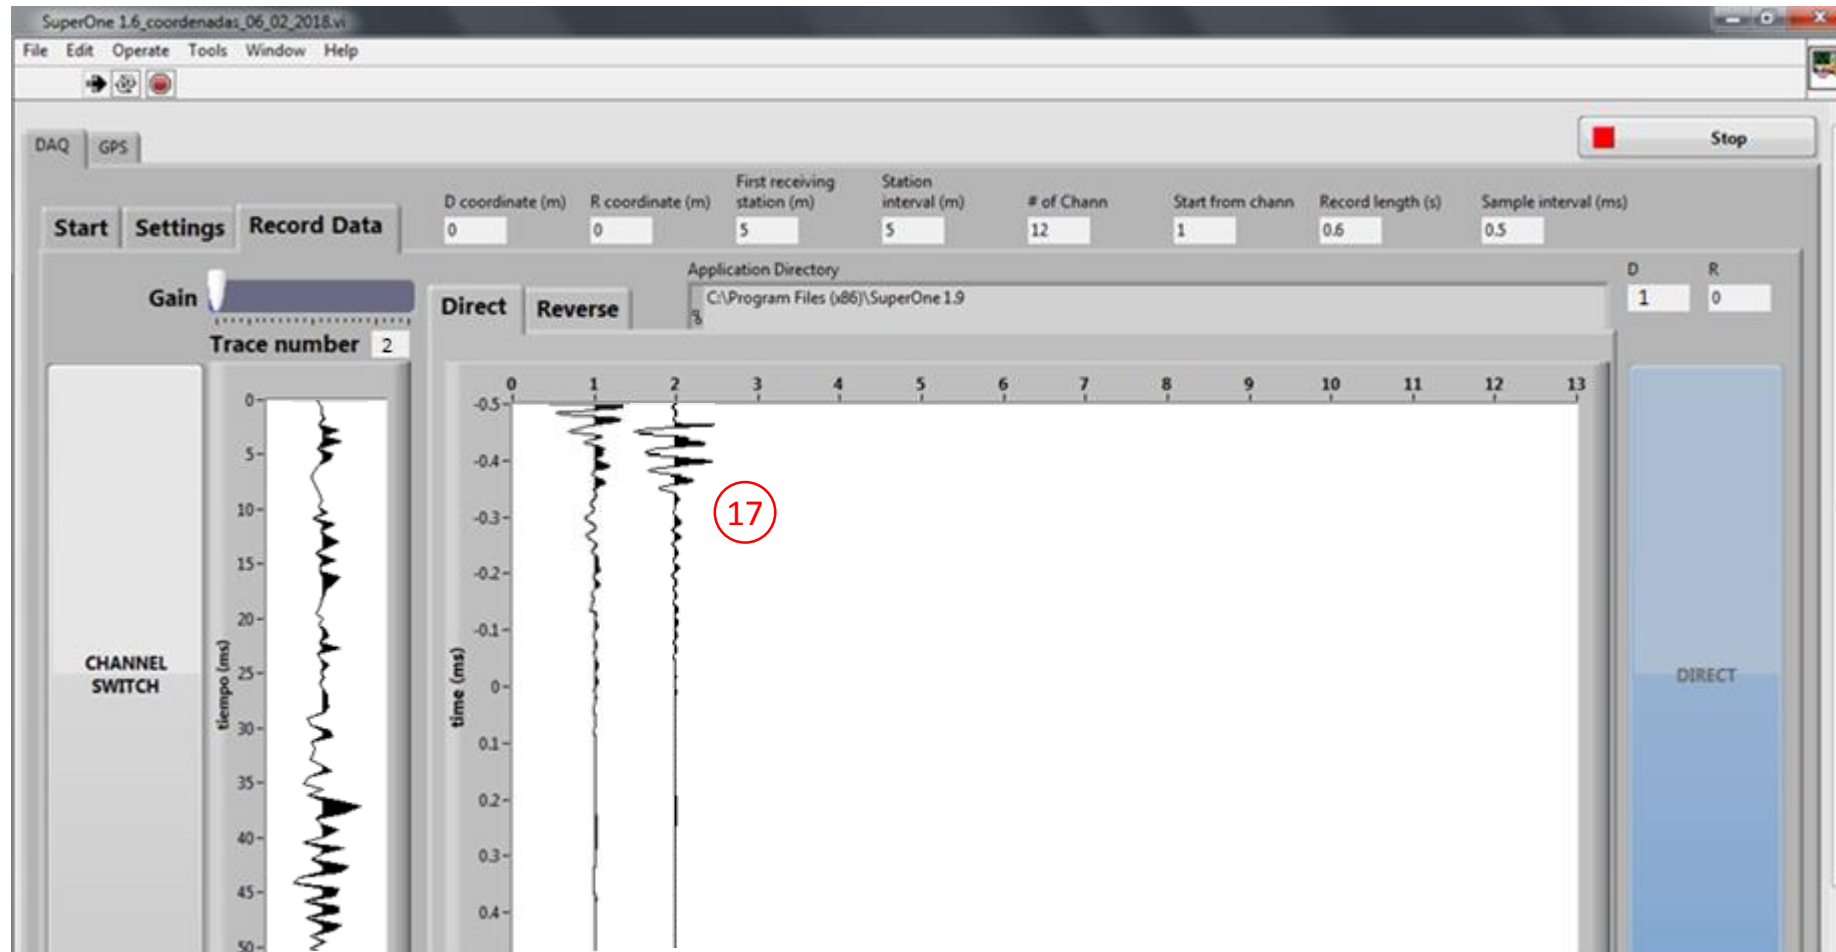 SuperOne 1.6_coordenadas_06_02_2018.vi
File Edit Operate Tools Window Help
DAQ GPS
Stop
Start Settings Record Data
D coordinate (m)
0
R coordinate (m)
0
First receiving
station (m)
5
Station
interval (m)
5
# of Chann
12
Start from chann
1
Record length (s)
0.6
Sample interval (ms)
0.5
Gain
Trace number 2
Direct Reverse
Application Directory
C:\Program Files (x86)\SuperOne 1.9
D
1
R
0
CHANNEL
SWITCH
tiempo (ms)
0
5
10
15
20
25
30
35
40
45
50
0 1 2 3 4 5 6 7 8 9 10 11 12 13
time (ms)
-0.5
-0.4
-0.3
-0.2
-0.1
0
0.1
0.2
0.3
0.4
17
DIRECT